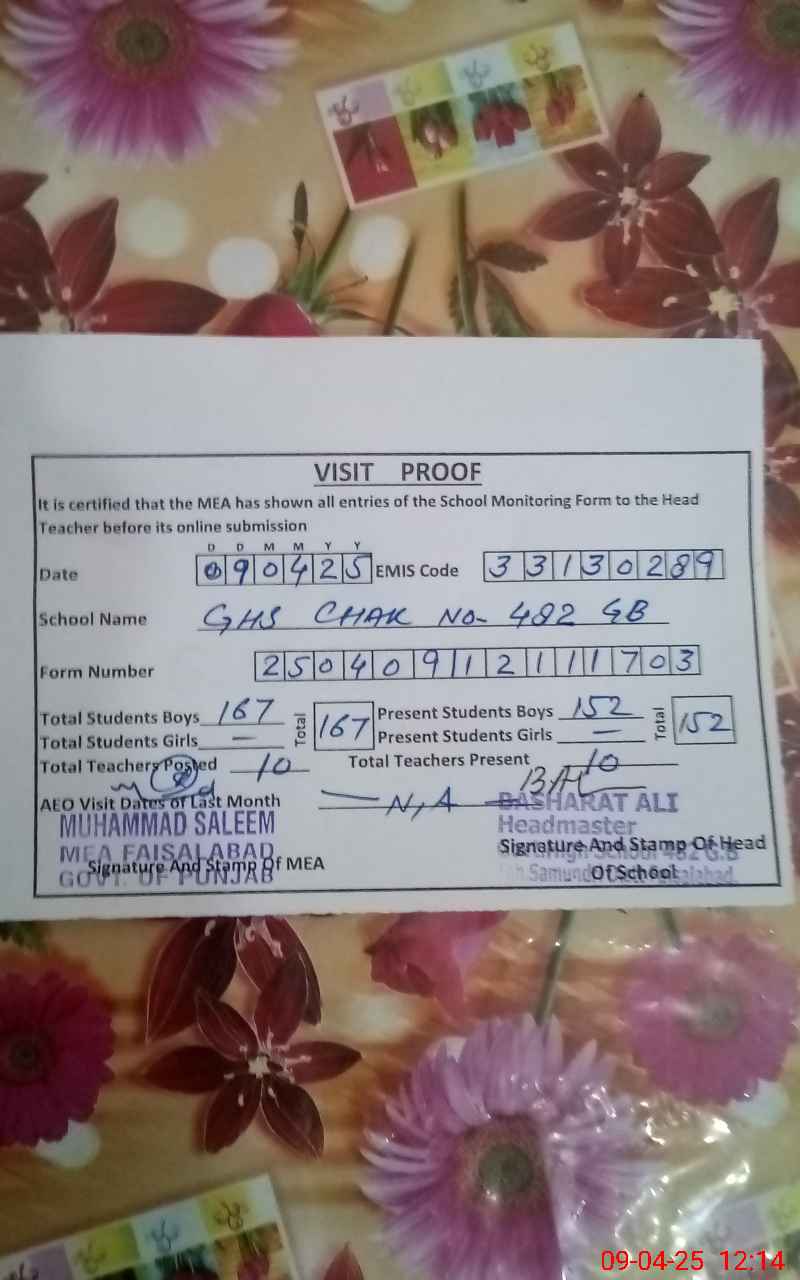 VISIT PROOF
It is certified that the MEA has shown all entries of the School Monitoring Form to the Head
Teacher before its online submission
D D M M Y Y
Date 090425 EMIS Code 33130289
School Name GHS CHAK NO- 482 GB
Form Number 250409121111703
Total Students Boys 167 Total 167 Present Students Boys 152 Total 152
Total Students Girls — Present Students Girls —
Total Teachers Posted 10 Total Teachers Present 10
AEO Visit Dates of Last Month — N,A —
MUHAMMAD SALEEM BASHARAT ALI
MEA FAISALABAD Headmaster
Signature And Stamp Of MEA Signature And Stamp Of Head
GOVT. OF PUNJAB School 482 G.B
Of School
09-04-25 12:14